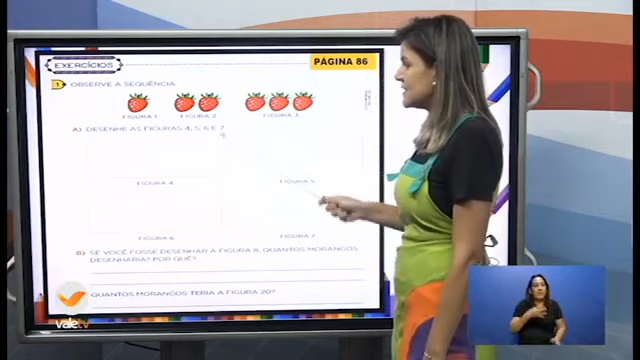 EXERCÍCIOS
PÁGINA 86
1 OBSERVE A SEQUÊNCIA.
FIGURA 1 FIGURA 2 FIGURA 3
A) DESENHE AS FIGURAS 4, 5, 6 E 7.
FIGURA 4 FIGURA 5
FIGURA 6 FIGURA 7
B) SE VOCÊ FOSSE DESENHAR A FIGURA 8, QUANTOS MORANGOS
DESENHARIA? POR QUÊ?
QUANTOS MORANGOS TERIA A FIGURA 20?
valetv